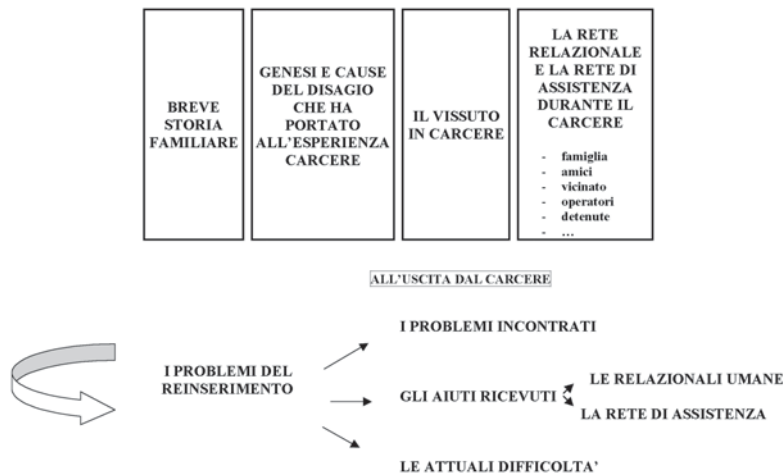 BREVE
STORIA
FAMILIARE
GENESI E CAUSE
DEL DISAGIO
CHE HA
PORTATO
ALL'ESPERIENZA
CARCERE
IL VISSUTO
IN CARCERE
LA RETE
RELAZIONALE
E LA RETE DI
ASSISTENZA
DURANTE IL
CARCERE
- famiglia
- amici
- vicinato
- operatori
- detenute
- ...
ALL'USCITA DAL CARCERE
I PROBLEMI DEL
REINSERIMENTO
I PROBLEMI INCONTRATI
GLI AIUTI RICEVUTI
LE RELAZIONALI UMANE
LA RETE DI ASSISTENZA
LE ATTUALI DIFFICOLTA'